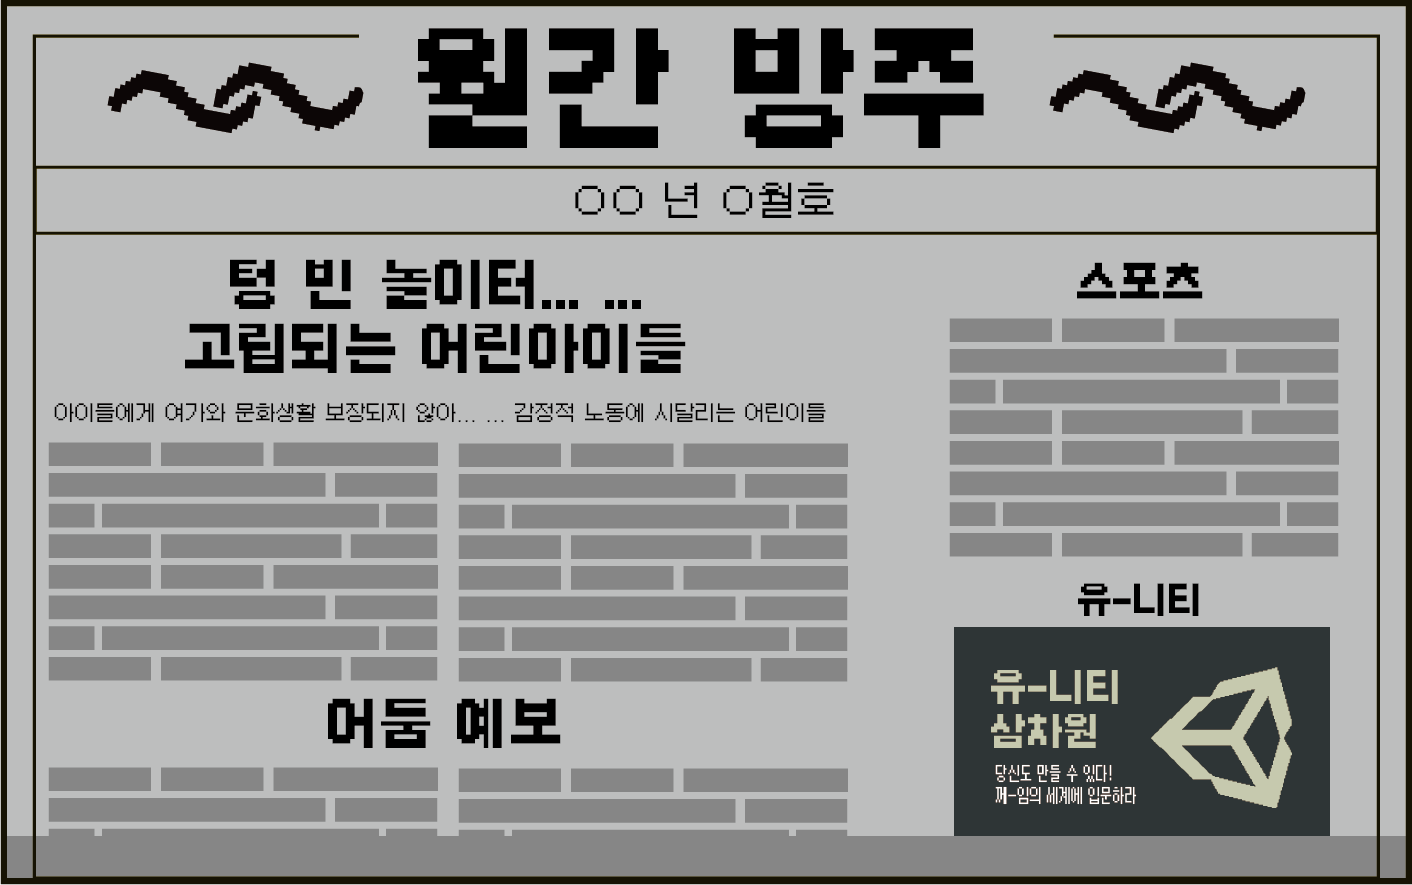 월간 방주
○○ 년 ○월호
텅 빈 놀이터... ...
고립되는 어린아이들
아이들에게 여가와 문화생활 보장되지 않아... ... 감정적 노동에 시달리는 어린이들
어둠 예보
스포츠
유-니티
유-니티
삼차원
당신도 만들 수 있다!
께-임의 세계에 입문하라